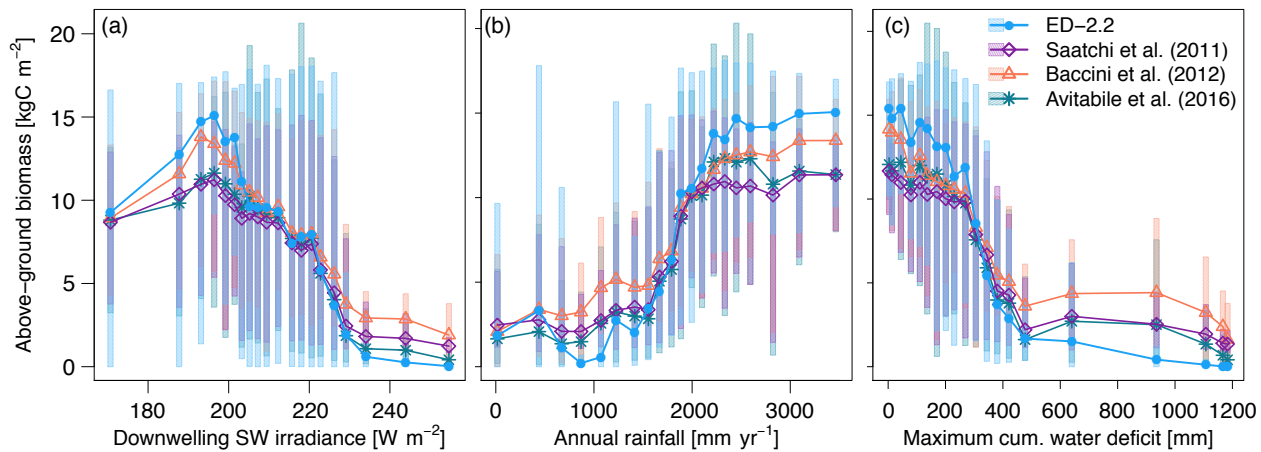 (a)
(b)
(c)
ED−2.2
Saatchi et al. (2011)
Baccini et al. (2012)
Avitabile et al. (2016)
Above−ground biomass [kgC m⁻²]
20
15
10
5
0
180 200 220 240
0 1000 2000 3000
0 200 400 600 800 1000 1200
Downwelling SW irradiance [W m⁻²]
Annual rainfall [mm yr⁻¹]
Maximum cum. water deficit [mm]